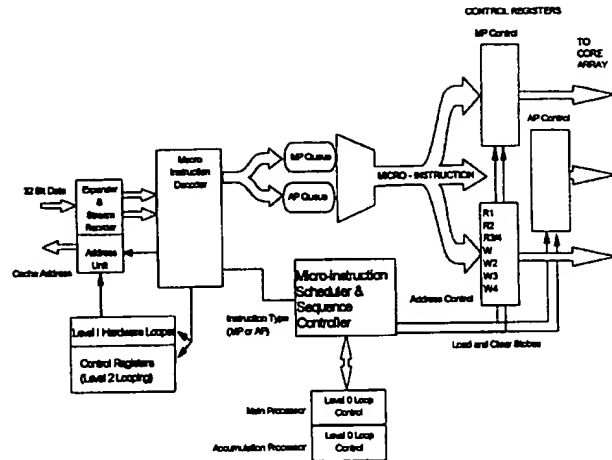 CONTROL REGISTERS
MP Control
TO
CORE
ARRAY
AP Control
Macro
Instruction
Decoder
MP Queue
AP Queue
MICRO - INSTRUCTION
32 Bit Data
Expander
&
Stream
Address
Unit
Cache Address
R1
R2
R3/4
W
W2
W3
W4
Micro-Instruction
Scheduler &
Sequence
Controller
Address Control
Instruction Type
(MP or AP)
Load and Clear Stobes
Level I Hardware Looper
Control Registers
(Level 2 Looping)
Main Processor
Level 0 Loop
Control
Accumulation Processor
Level 0 Loop
Control